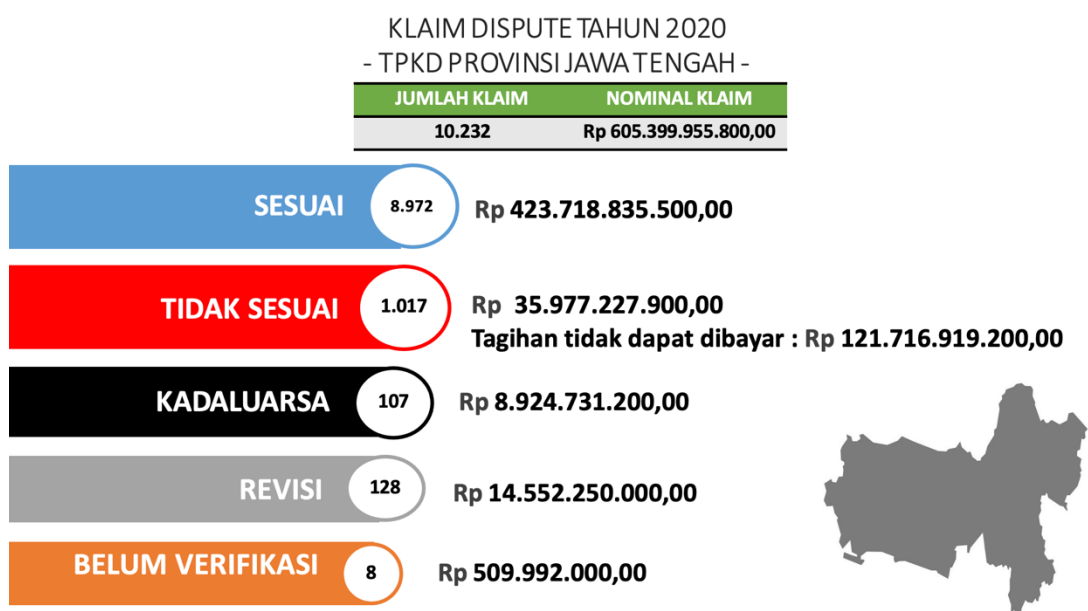 KLAIM DISPUTE TAHUN 2020
- TPKD PROVINSI JAWA TENGAH -
JUMLAH KLAIM NOMINAL KLAIM
10.232 Rp 605.399.955.800,00
SESUAI 8.972 Rp 423.718.835.500,00
TIDAK SESUAI 1.017 Rp 35.977.227.900,00
Tagihan tidak dapat dibayar : Rp 121.716.919.200,00
KADALUARSA 107 Rp 8.924.731.200,00
REVISI 128 Rp 14.552.250.000,00
BELUM VERIFIKASI 8 Rp 509.992.000,00